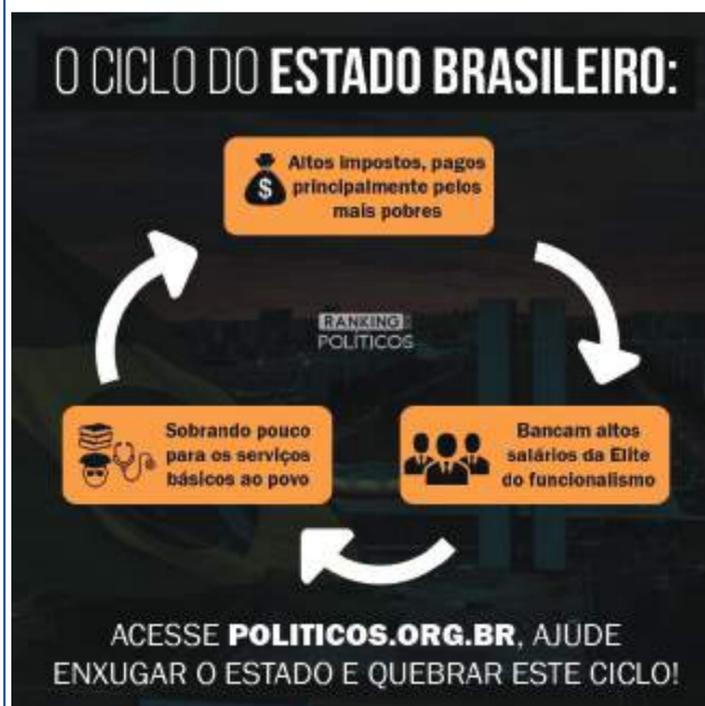 O CICLO DO ESTADO BRASILEIRO:
$
Altos impostos, pagos
principalmente pelos
mais pobres
RANKING DOS
POLÍTICOS
Sobrando pouco
para os serviços
básicos ao povo
Bancam altos
salários da Elite
do funcionalismo
ACESSE POLITICOS.ORG.BR, AJUDE
ENXUGAR O ESTADO E QUEBRAR ESTE CICLO!